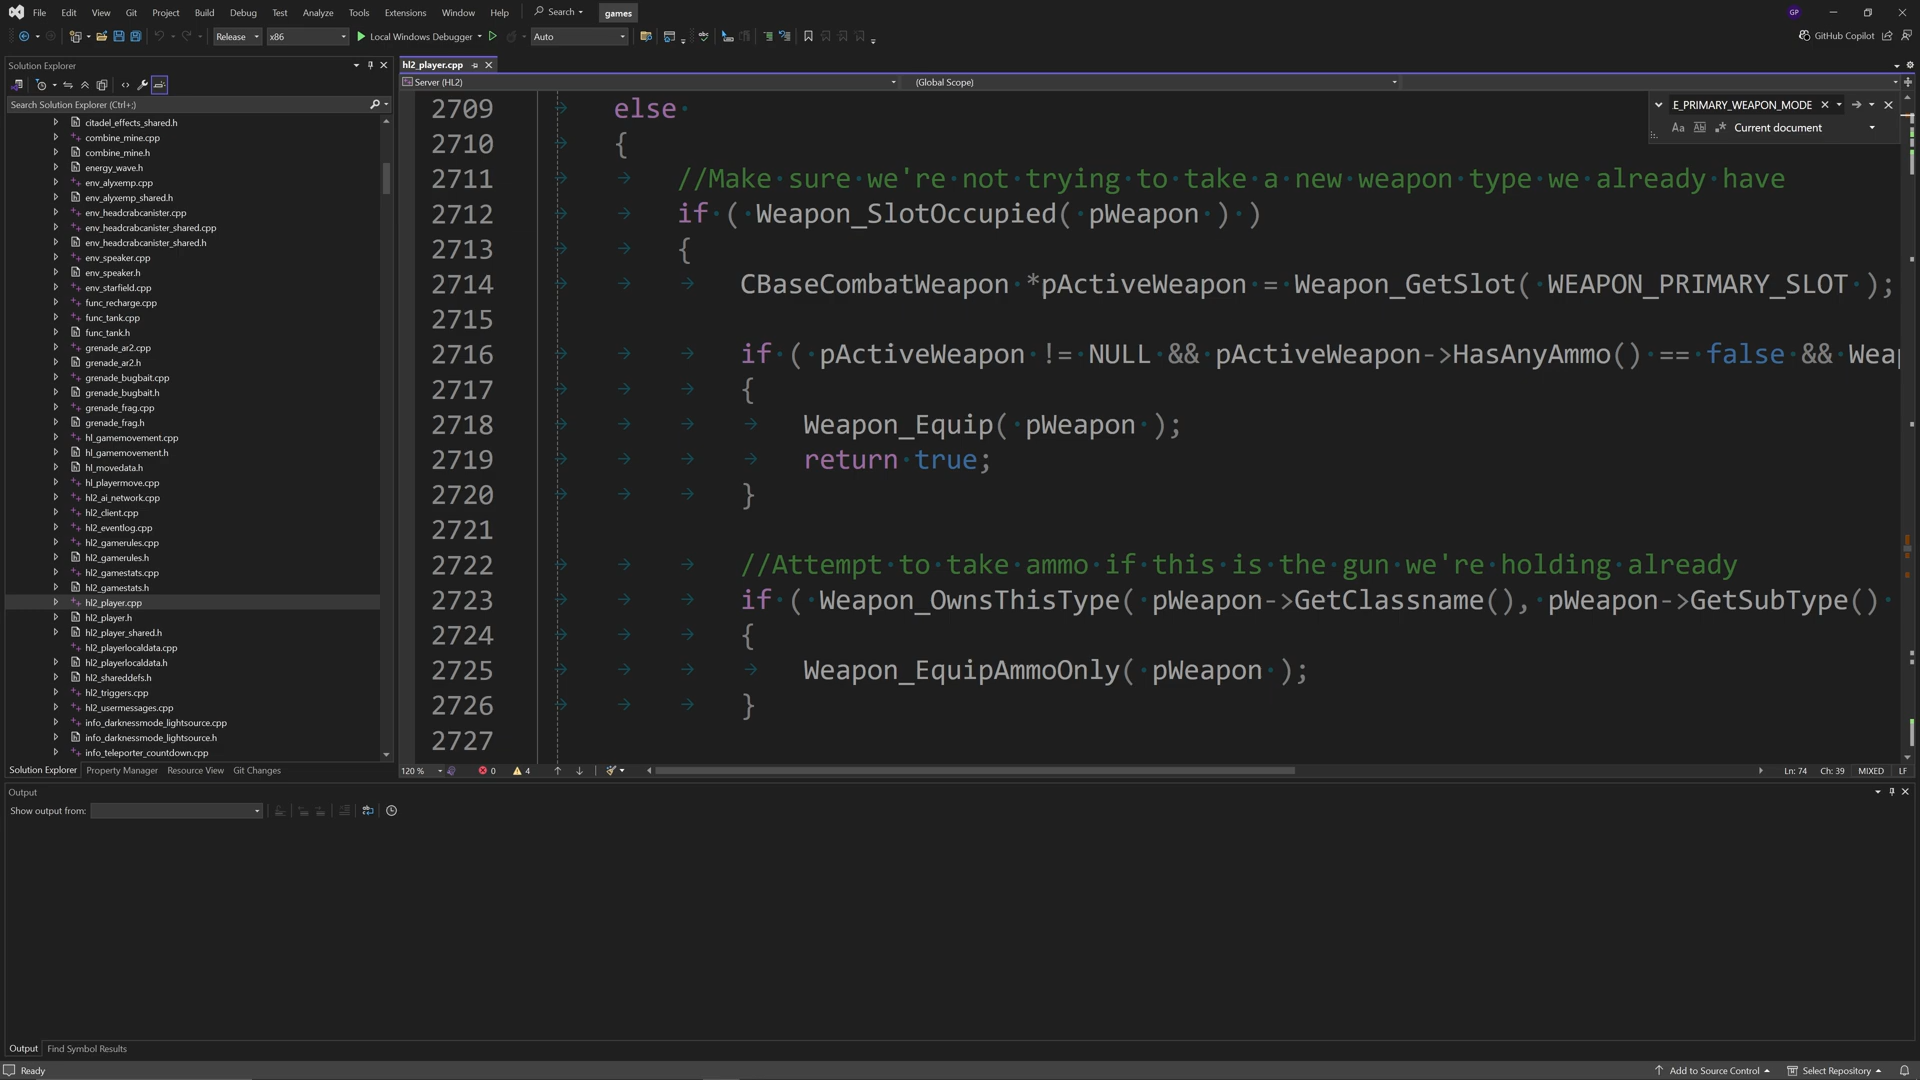 File Edit View Git Project Build Debug Test Analyze Tools Extensions Window Help Search games GP
Release x86 Local Windows Debugger Auto GitHub Copilot
Solution Explorer
Search Solution Explorer (Ctrl+;)
citadel_effects_shared.h
combine_mine.cpp
combine_mine.h
energy_wave.h
env_alyxemp.cpp
env_alyxemp_shared.h
env_headcrabcanister.cpp
env_headcrabcanister_shared.cpp
env_headcrabcanister_shared.h
env_speaker.cpp
env_speaker.h
env_starfield.cpp
func_recharge.cpp
func_tank.cpp
func_tank.h
grenade_ar2.cpp
grenade_ar2.h
grenade_bugbait.cpp
grenade_bugbait.h
grenade_frag.cpp
grenade_frag.h
hl_gamemovement.cpp
hl_gamemovement.h
hl_movedata.h
hl_playermove.cpp
hl2_ai_network.cpp
hl2_client.cpp
hl2_eventlog.cpp
hl2_gamerules.cpp
hl2_gamerules.h
hl2_gamestats.cpp
hl2_gamestats.h
hl2_player.cpp
hl2_player.h
hl2_player_shared.h
hl2_playerlocaldata.cpp
hl2_playerlocaldata.h
hl2_shareddefs.h
hl2_triggers.cpp
hl2_usermessages.cpp
info_darknessmode_lightsource.cpp
info_darknessmode_lightsource.h
info_teleporter_countdown.cpp
Solution Explorer Property Manager Resource View Git Changes
hl2_player.cpp
Server (HL2) (Global Scope)
E_PRIMARY_WEAPON_MODE
Aa Ab Current document
2709 else
2710 {
2711 //Make sure we're not trying to take a new weapon type we already have
2712 if ( Weapon_SlotOccupied( pWeapon ) )
2713 {
2714 CBaseCombatWeapon *pActiveWeapon = Weapon_GetSlot( WEAPON_PRIMARY_SLOT );
2715
2716 if ( pActiveWeapon != NULL && pActiveWeapon->HasAnyAmmo() == false && Weap
2717 {
2718 Weapon_Equip( pWeapon );
2719 return true;
2720 }
2721
2722 //Attempt to take ammo if this is the gun we're holding already
2723 if ( Weapon_OwnsThisType( pWeapon->GetClassname(), pWeapon->GetSubType()
2724 {
2725 Weapon_EquipAmmoOnly( pWeapon );
2726 }
2727
120 % 0 4 Ln: 74 Ch: 39 MIXED LF
Output
Show output from:
Output Find Symbol Results
Ready Add to Source Control Select Repository